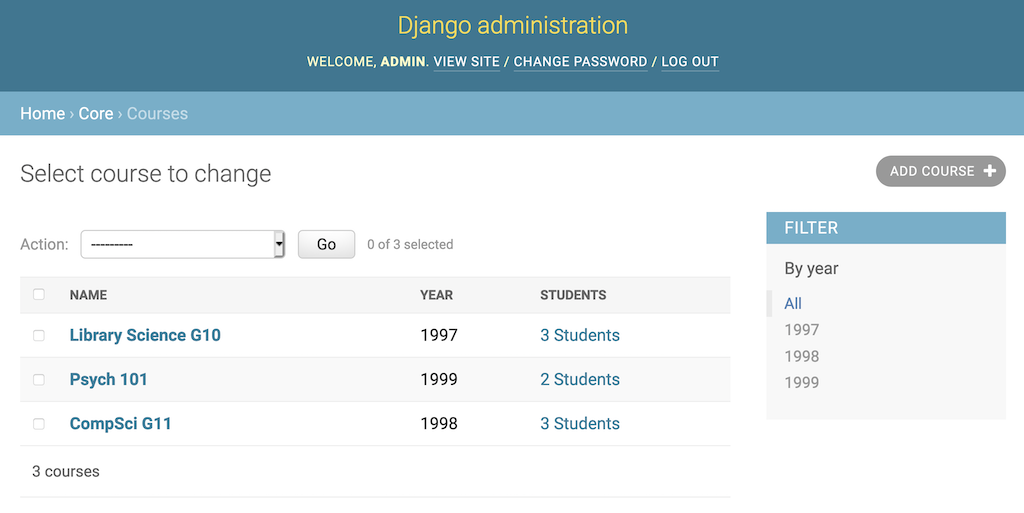 Django administration
WELCOME, ADMIN. VIEW SITE / CHANGE PASSWORD / LOG OUT
Home › Core › Courses
Select course to change
ADD COURSE +
Action: --------- Go 0 of 3 selected
NAME YEAR STUDENTS
Library Science G10 1997 3 Students
Psych 101 1999 2 Students
CompSci G11 1998 3 Students
3 courses
FILTER
By year
All
1997
1998
1999